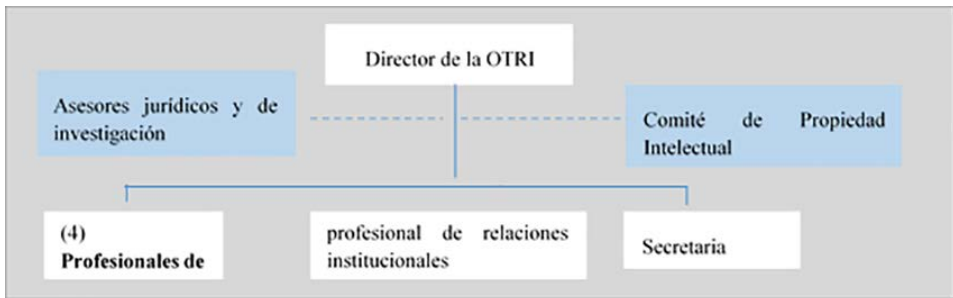 Director de la OTRI
Asesores jurídicos y de
investigación
Comité de Propiedad
Intelectual
(4)
Profesionales de
profesional de relaciones
institucionales
Secretaria